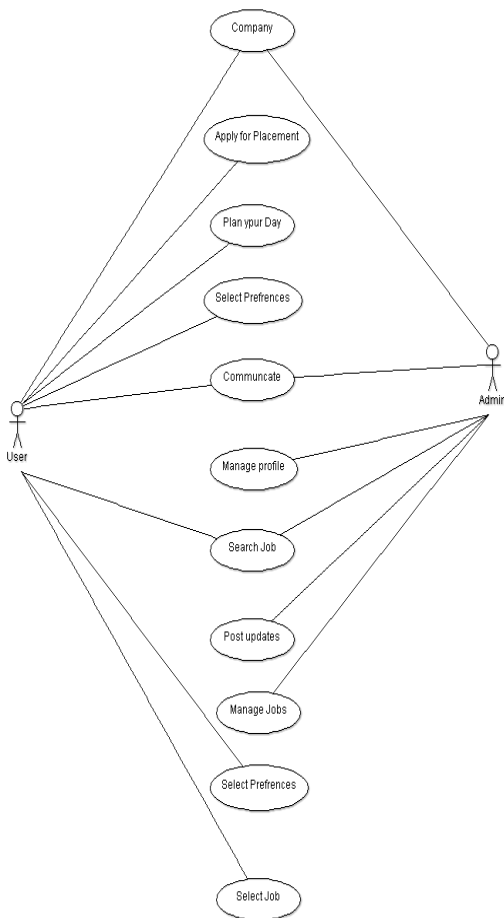 Company
Apply for Placement
Plan ypur Day
Select Prefrences
Communcate
Admin
User
Manage profile
Search Job
Post updates
Manage Jobs
Select Prefrences
Select Job